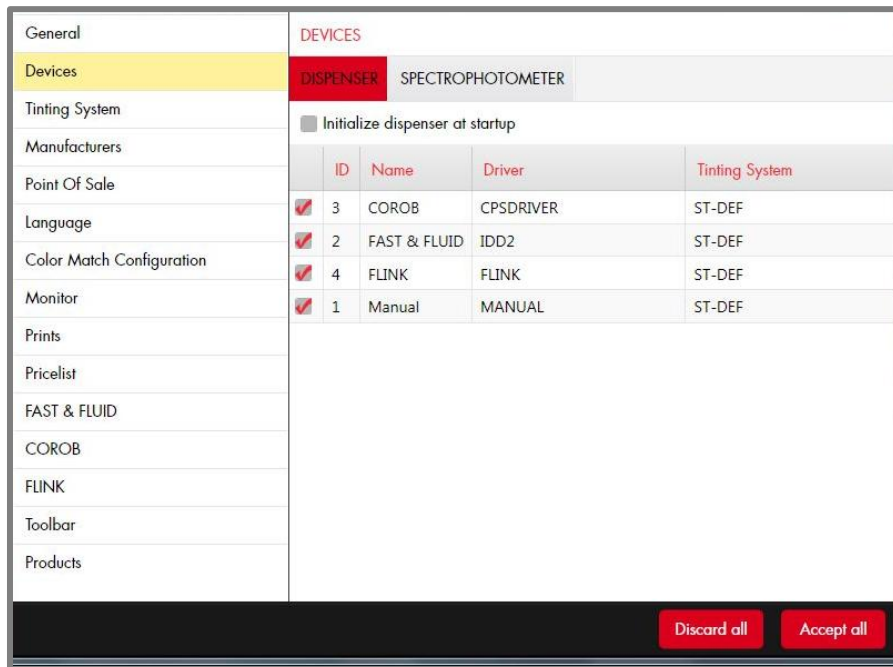 General
Devices
Tinting System
Manufacturers
Point Of Sale
Language
Color Match Configuration
Monitor
Prints
Pricelist
FAST & FLUID
COROB
FLINK
Toolbar
Products
DEVICES
DISPENSER SPECTROPHOTOMETER
Initialize dispenser at startup
ID Name Driver Tinting System
3 COROB CPSDRIVER ST-DEF
2 FAST & FLUID IDD2 ST-DEF
4 FLINK FLINK ST-DEF
1 Manual MANUAL ST-DEF
Discard all Accept all